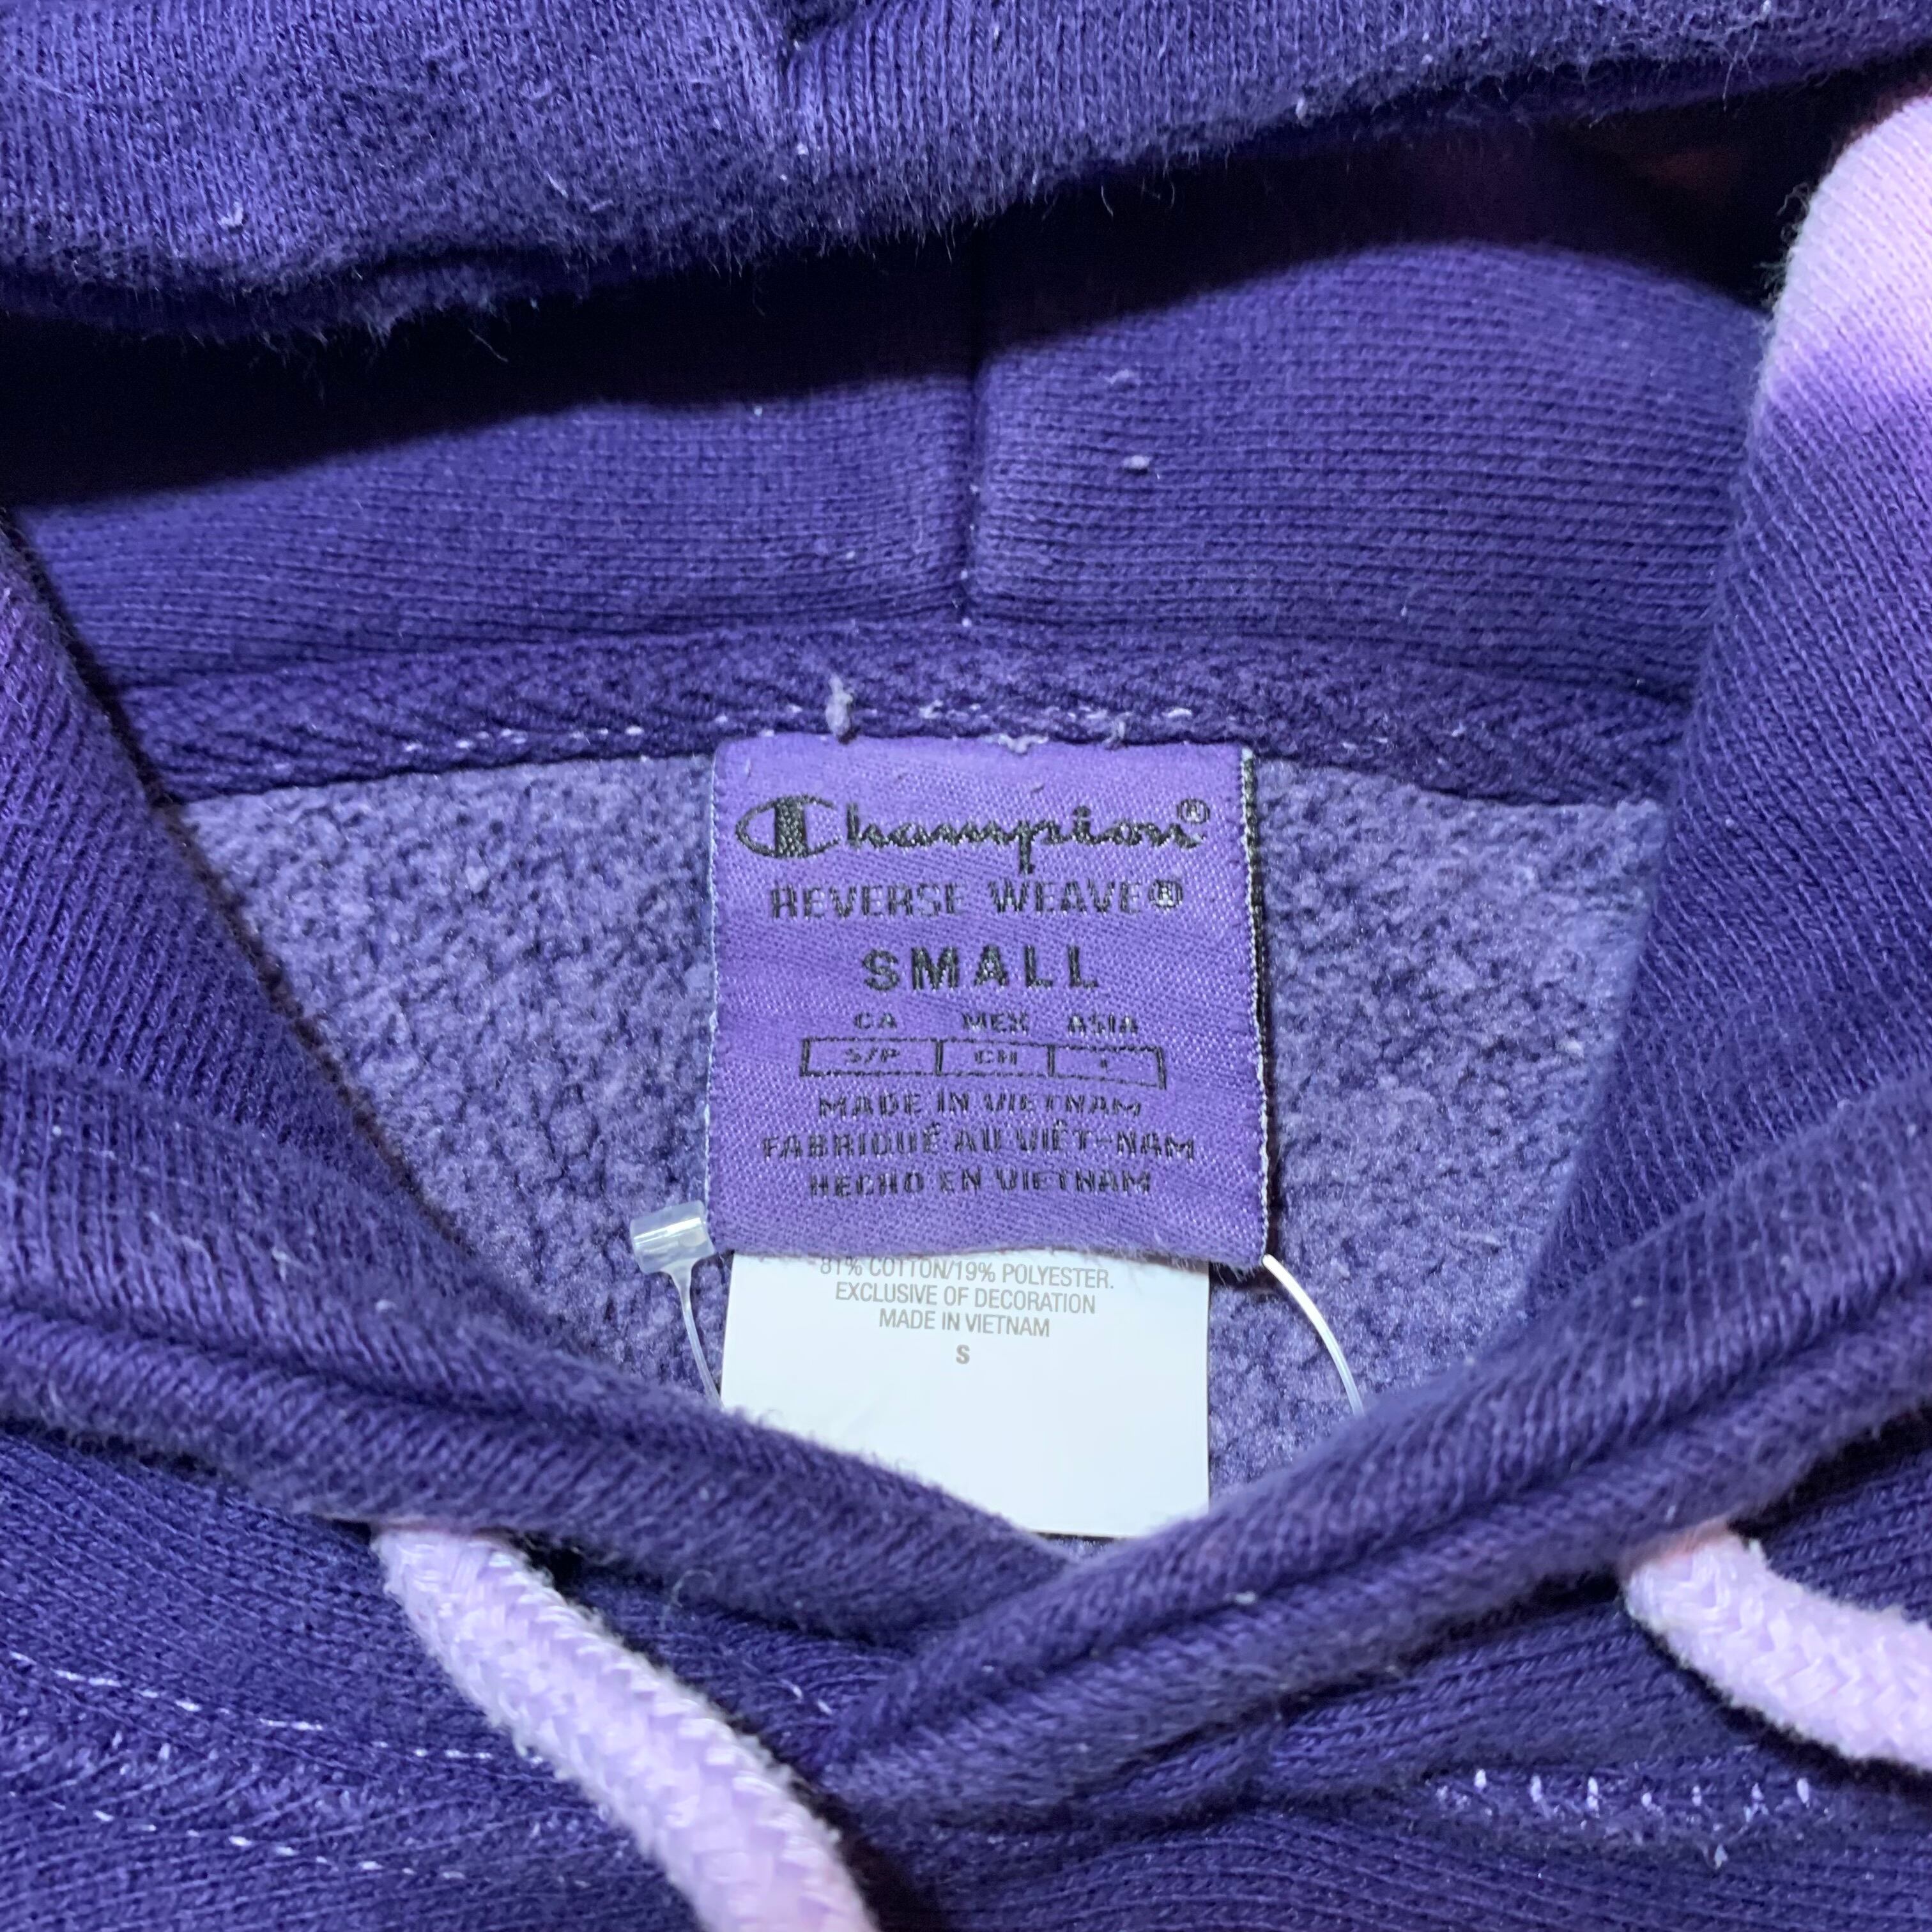 Champion®
REVERSE WEAVE®
SMALL
CA MEX ASIA
S/P CH
MADE IN VIETNAM
FABRIQUÉ AU VIÊT-NAM
HECHO EN VIETNAM
81% COTTON/19% POLYESTER.
EXCLUSIVE OF DECORATION
MADE IN VIETNAM
S